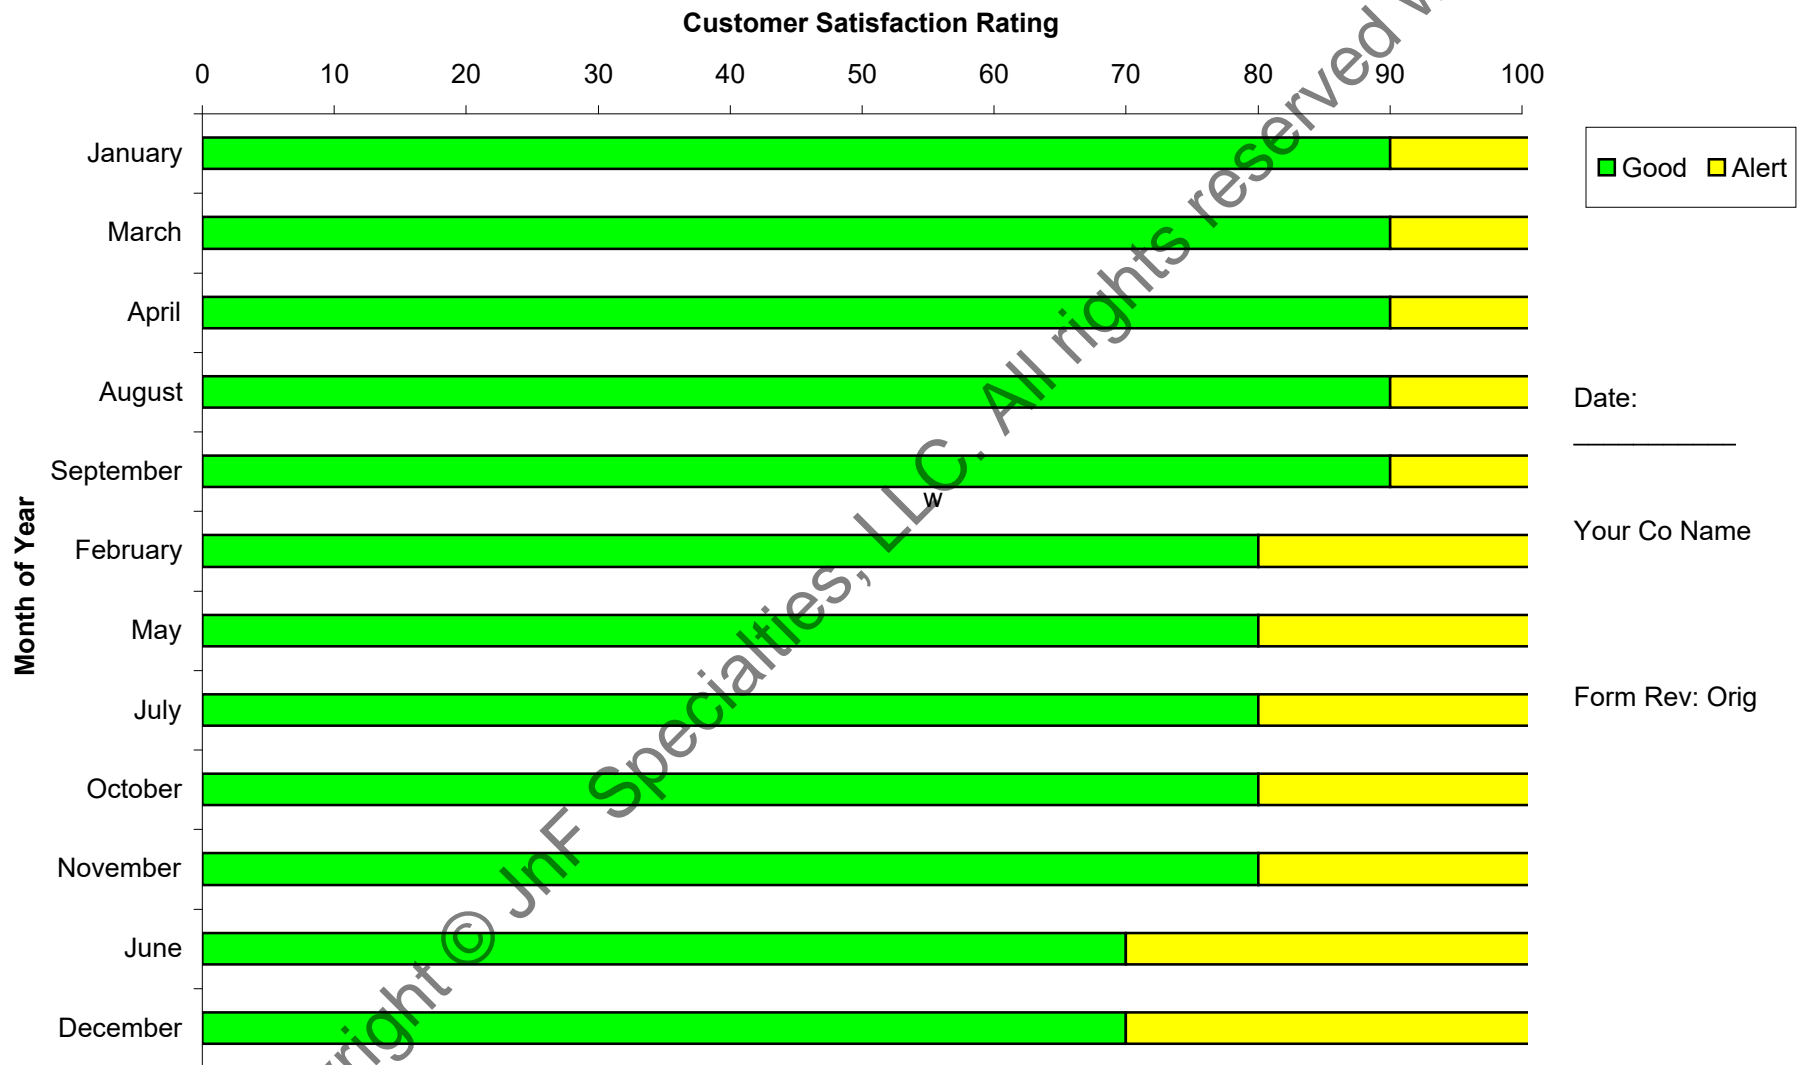 Customer Satisfaction Rating
0 10 20 30 40 50 60 70 80 90 100
January
March
April
August
September
February
May
July
October
November
June
December
Month of Year
Good Alert
Date:
____________
Your Co Name
Form Rev: Orig
w
© JnF Specialties, LLC. All rights reserved